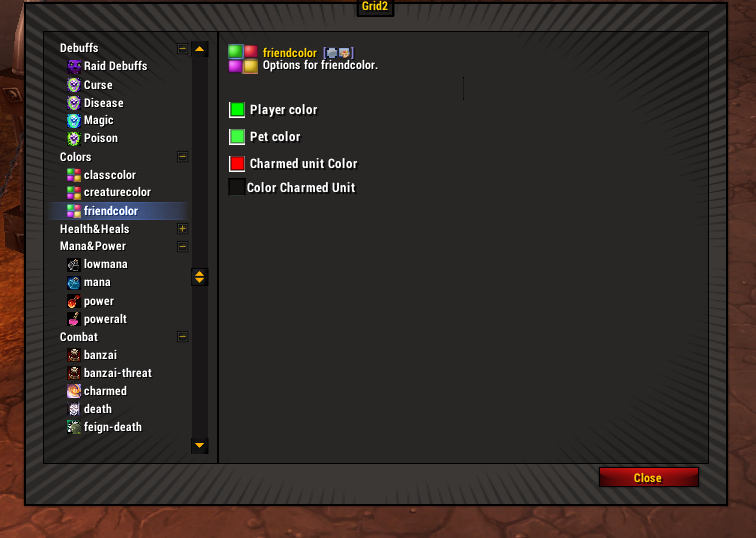 Grid2
Debuffs
Raid Debuffs
Curse
Disease
Magic
Poison
Colors
classcolor
creaturecolor
friendcolor
Health&Heals
Mana&Power
lowmana
mana
power
poweralt
Combat
banzai
banzai-threat
charmed
death
feign-death
friendcolor
Options for friendcolor.
Player color
Pet color
Charmed unit Color
Color Charmed Unit
Close